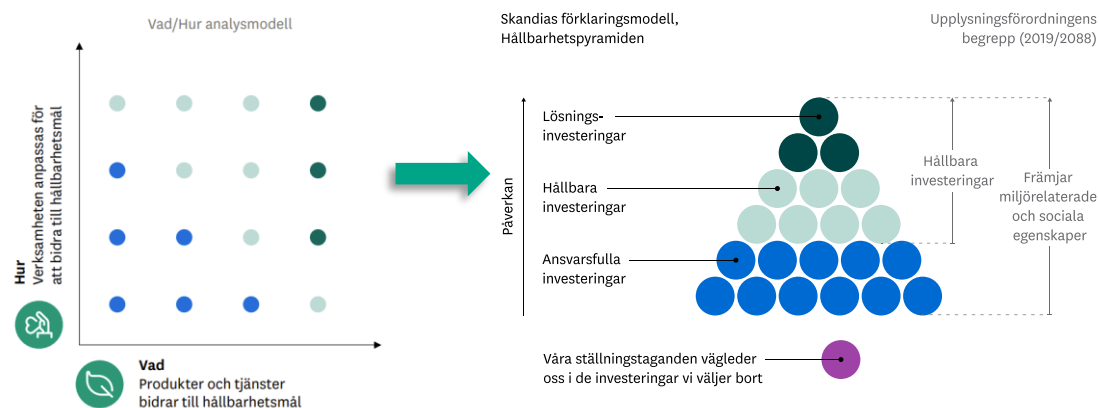 Vad/Hur analysmodell
Hur
Verksamheten anpassas för
att bidra till hållbarhetsmål
Vad
Produkter och tjänster
bidrar till hållbarhetsmål
Skandias förklaringsmodell,
Hållbarhetspyramiden
Upplysningsförordningens
begrepp (2019/2088)
Påverkan
Lösnings-
investeringar
Hållbara
investeringar
Ansvarsfulla
investeringar
Hållbara
investeringar
Främjar
miljörelaterade
och sociala
egenskaper
Våra ställningstaganden vägleder
oss i de investeringar vi väljer bort